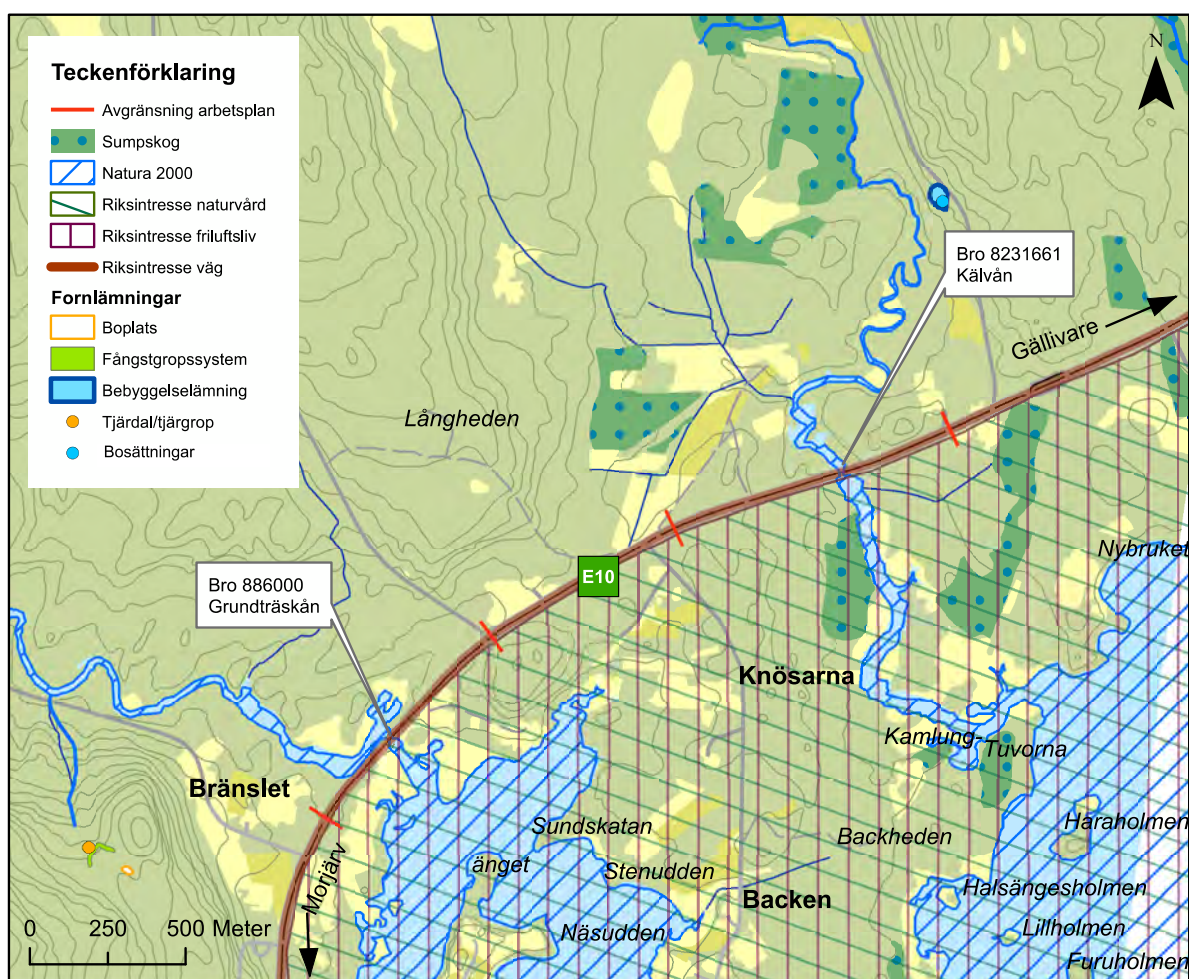 Teckenförklaring
Avgränsning arbetsplan
Sumpskog
Natura 2000
Riksintresse naturvård
Riksintresse friluftsliv
Riksintresse väg
Fornlämningar
Boplats
Fångstgropssystem
Bebyggelselämning
Tjärdal/tjärgrop
Bosättningar
N
Bro 8231661
Kälvån
Gällivare
Långheden
E10
Nybruket
Bro 886000
Grundträskån
Knösarna
Kamlung-
Tuvorna
Bränslet
Haraholmen
Sundskatan
Backheden
änget
Stenudden
Morjärv
Halsängesholmen
Backen
Lillholmen
Näsudden
Furuholmen
0 250 500 Meter